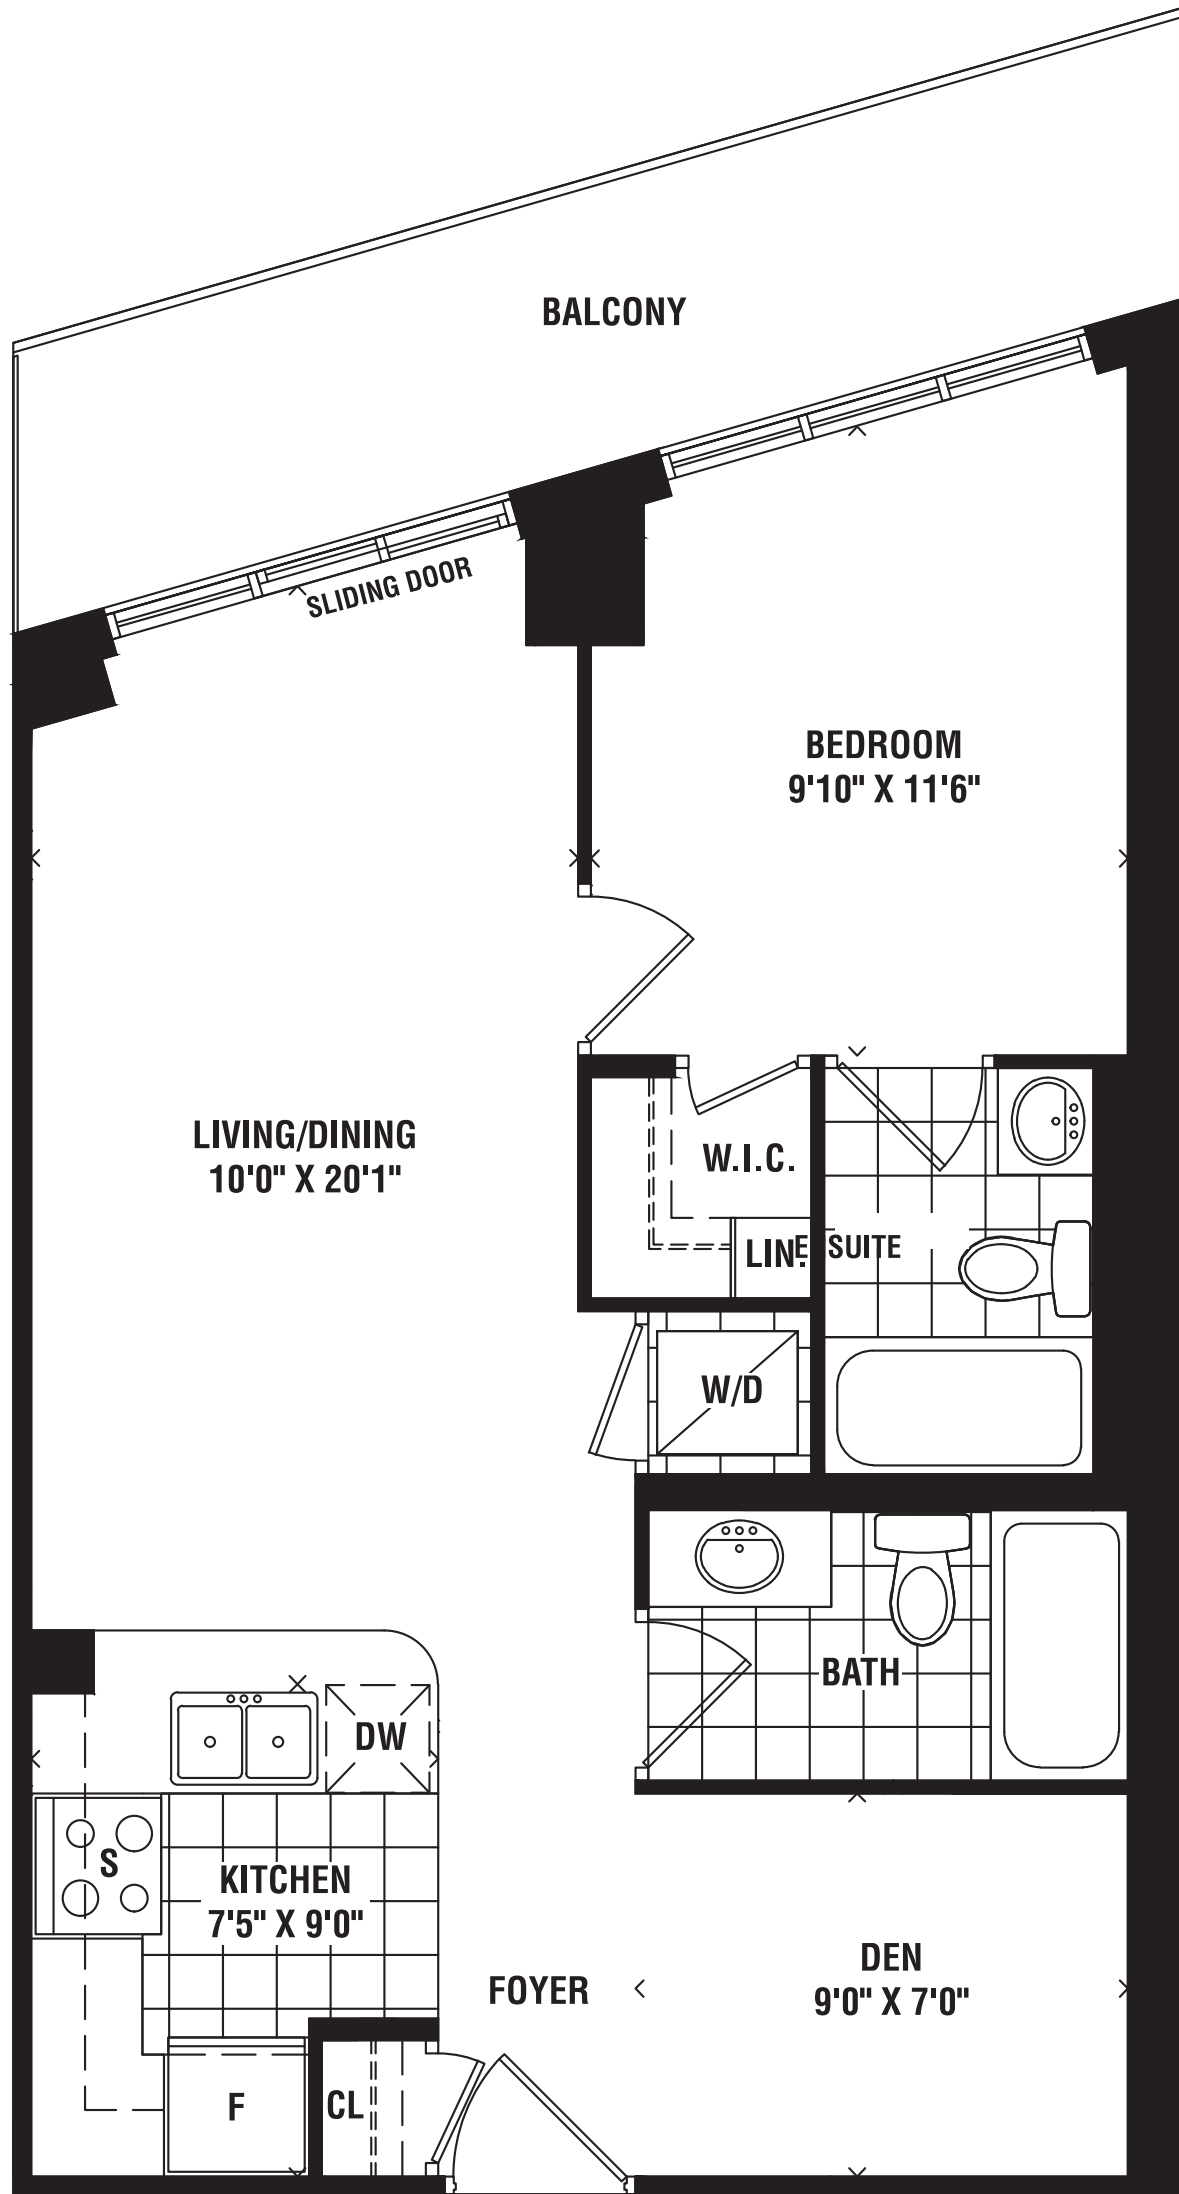 BALCONY
SLIDING DOOR
BEDROOM
9'10" X 11'6"
LIVING/DINING
10'0" X 20'1"
W.I.C.
LIN.
ENSUITE
W/D
BATH
DW
S
KITCHEN
7'5" X 9'0"
DEN
9'0" X 7'0"
FOYER
F
CL